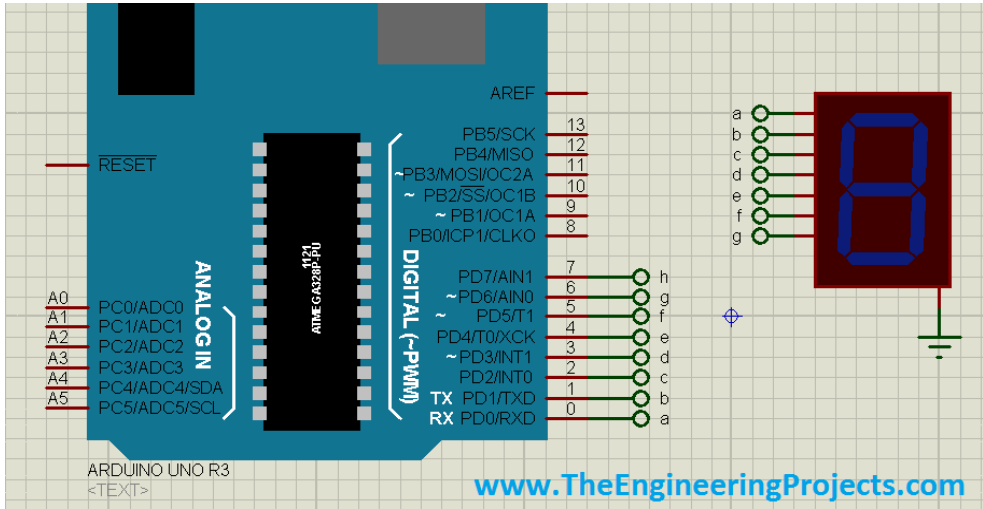 AREF
13
PB5/SCK
12
PB4/MISO
11
~PB3/MOSI/OC2A
10
~ PB2/SS/OC1B
9
~ PB1/OC1A
8
PB0/ICP1/CLKO
7
PD7/AIN1
h
6
~PD6/AIN0
g
5
~ PD5/T1
f
4
PD4/T0/XCK
e
3
~PD3/INT1
d
2
PD2/INT0
c
1
TX PD1/TXD
b
0
RX PD0/RXD
a
RESET
1121
ATMEGA328P-PU
DIGITAL (~PWM)
ANALOG IN
A0
PC0/ADC0
A1
PC1/ADC1
A2
PC2/ADC2
A3
PC3/ADC3
A4
PC4/ADC4/SDA
A5
PC5/ADC5/SCL
a
b
c
d
e
f
g
ARDUINO UNO R3
<TEXT>
www.TheEngineeringProjects.com